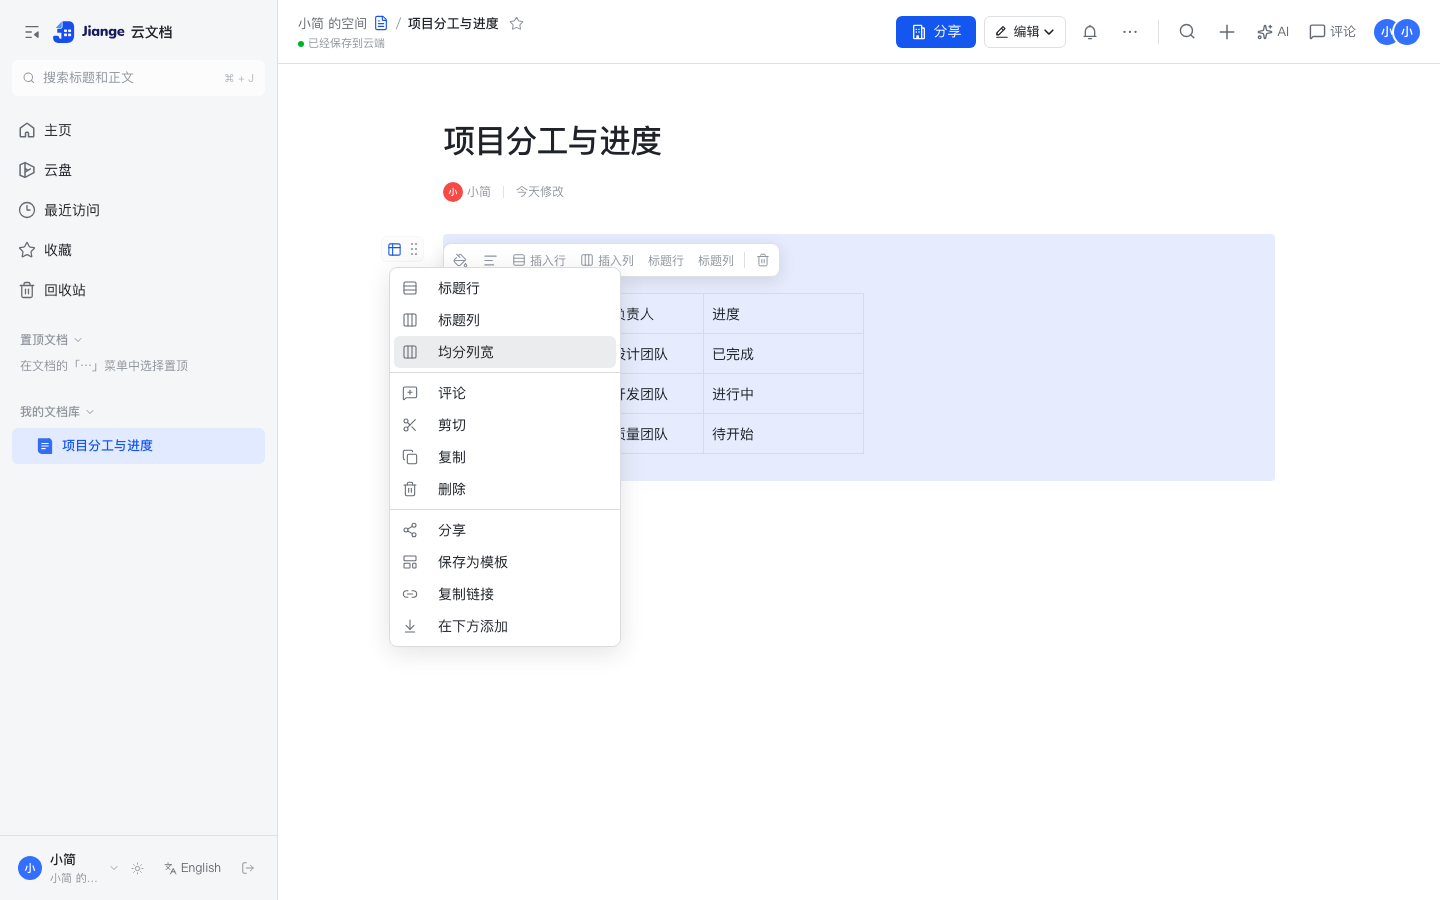 Jiange 云文档
搜索标题和正文
⌘ + J
主页
云盘
最近访问
收藏
回收站
置顶文档
在文档的「···」菜单中选择置顶
我的文档库
项目分工与进度
小
小简
小简 的...
English
小简 的空间 / 项目分工与进度
已经保存到云端
分享
编辑
AI
评论
小
小
项目分工与进度
小
小简
今天修改
插入行
插入列
标题行
标题列
负责人
进度
设计团队
已完成
开发团队
进行中
质量团队
待开始
标题行
标题列
均分列宽
评论
剪切
复制
删除
分享
保存为模板
复制链接
在下方添加